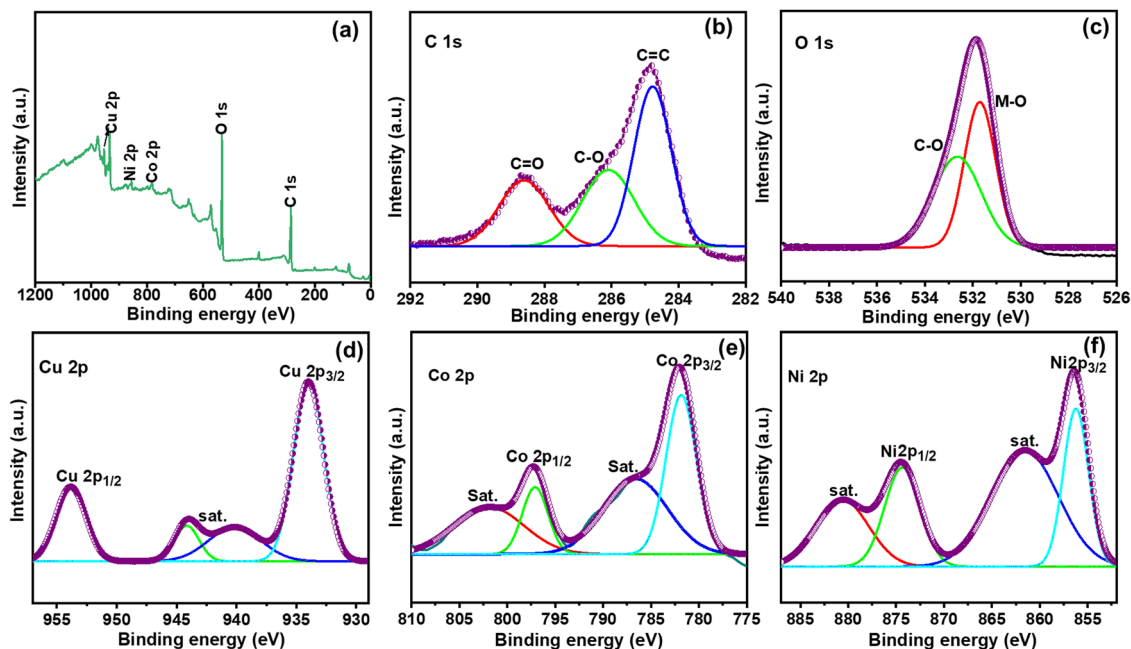 (a)
Cu 2p
Ni 2p
Co 2p
O 1s
C 1s
Intensity (a.u.)
1200 1000 800 600 400 200 0
Binding energy (eV)
(b)
C 1s
C=C
C-O
C=O
Intensity (a.u.)
292 290 288 286 284 282
Binding energy (eV)
(c)
O 1s
M-O
C-O
Intensity (a.u.)
540 538 536 534 532 530 528 526
Binding energy (eV)
(d)
Cu 2p
Cu 2p3/2
Cu 2p1/2
sat.
Intensity (a.u.)
955 950 945 940 935 930
Binding energy (eV)
(e)
Co 2p
Co 2p3/2
Co 2p1/2
Sat.
Sat.
Intensity (a.u.)
810 805 800 795 790 785 780 775
Binding energy (eV)
(f)
Ni 2p
Ni2p3/2
sat.
Ni2p1/2
sat.
Intensity (a.u.)
885 880 875 870 865 860 855
Binding energy (eV)